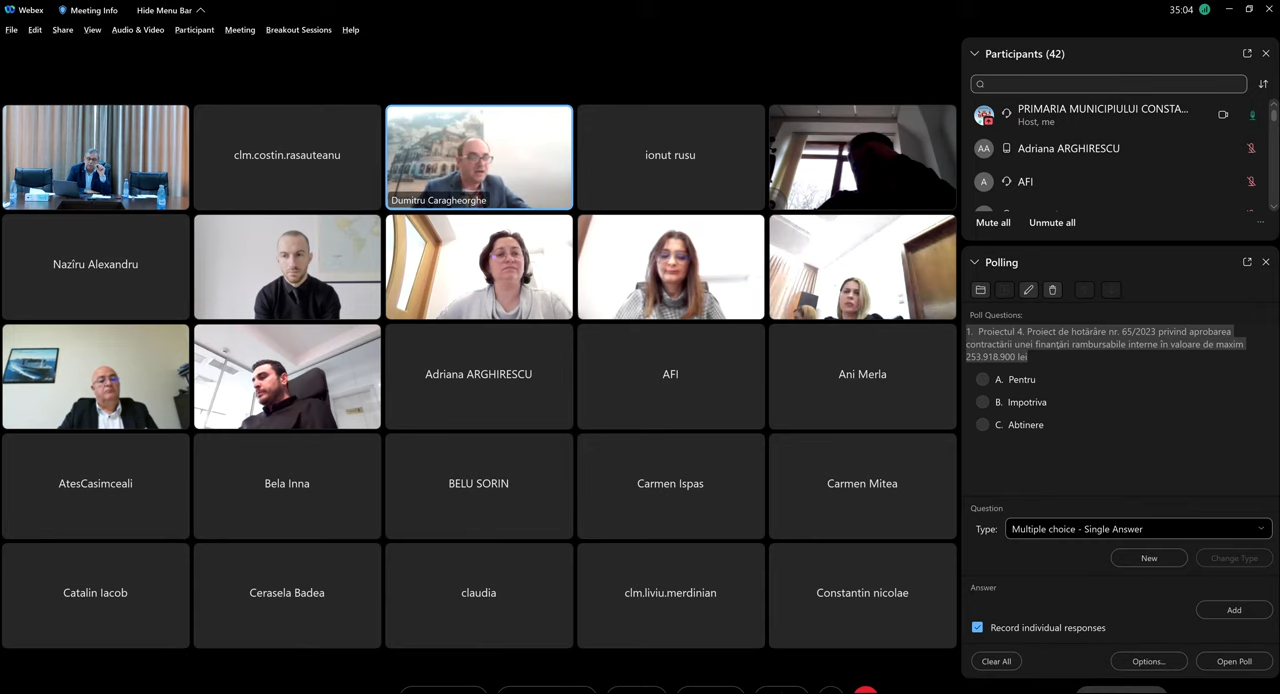 Webex
Meeting Info
Hide Menu Bar
35:04
File Edit Share View Audio & Video Participant Meeting Breakout Sessions Help
clm.costin.rasauteanu
Dumitru Caragheorghe
ionut rusu
Nazîru Alexandru
Adriana ARGHIRESCU
AFI
Ani Merla
AtesCasimceali
Bela Inna
BELU SORIN
Carmen Ispas
Carmen Mitea
Catalin Iacob
Cerasela Badea
claudia
clm.liviu.merdinian
Constantin nicolae
Participants (42)
PRIMARIA MUNICIPIULUI CONSTA...
Host, me
AA Adriana ARGHIRESCU
A AFI
Mute all Unmute all
Polling
Poll Questions:
1. Proiectul 4. Proiect de hotărâre nr. 65/2023 privind aprobarea
contractării unei finanțări rambursabile interne în valoare de maxim
253.918.900 lei
A. Pentru
B. Impotriva
C. Abtinere
Question
Type: Multiple choice - Single Answer
New Change Type
Answer
Add
Record individual responses
Clear All Options... Open Poll